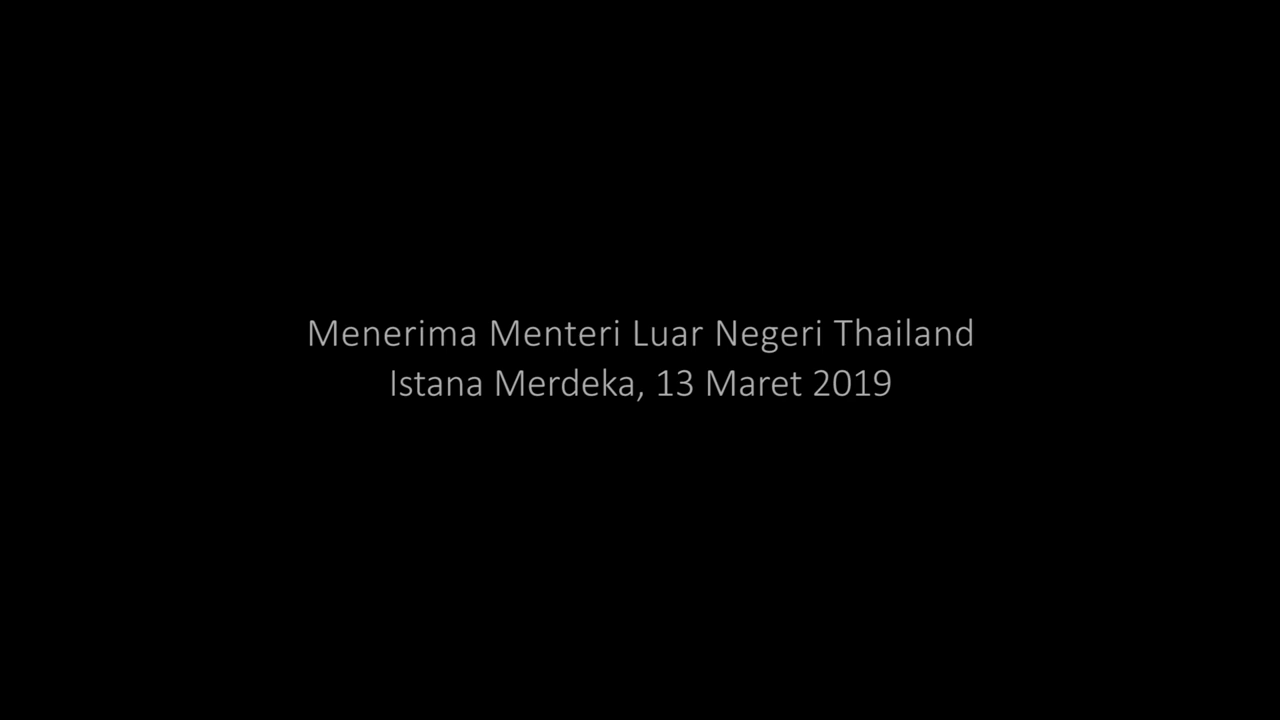 Menerima Menteri Luar Negeri Thailand
Istana Merdeka, 13 Maret 2019